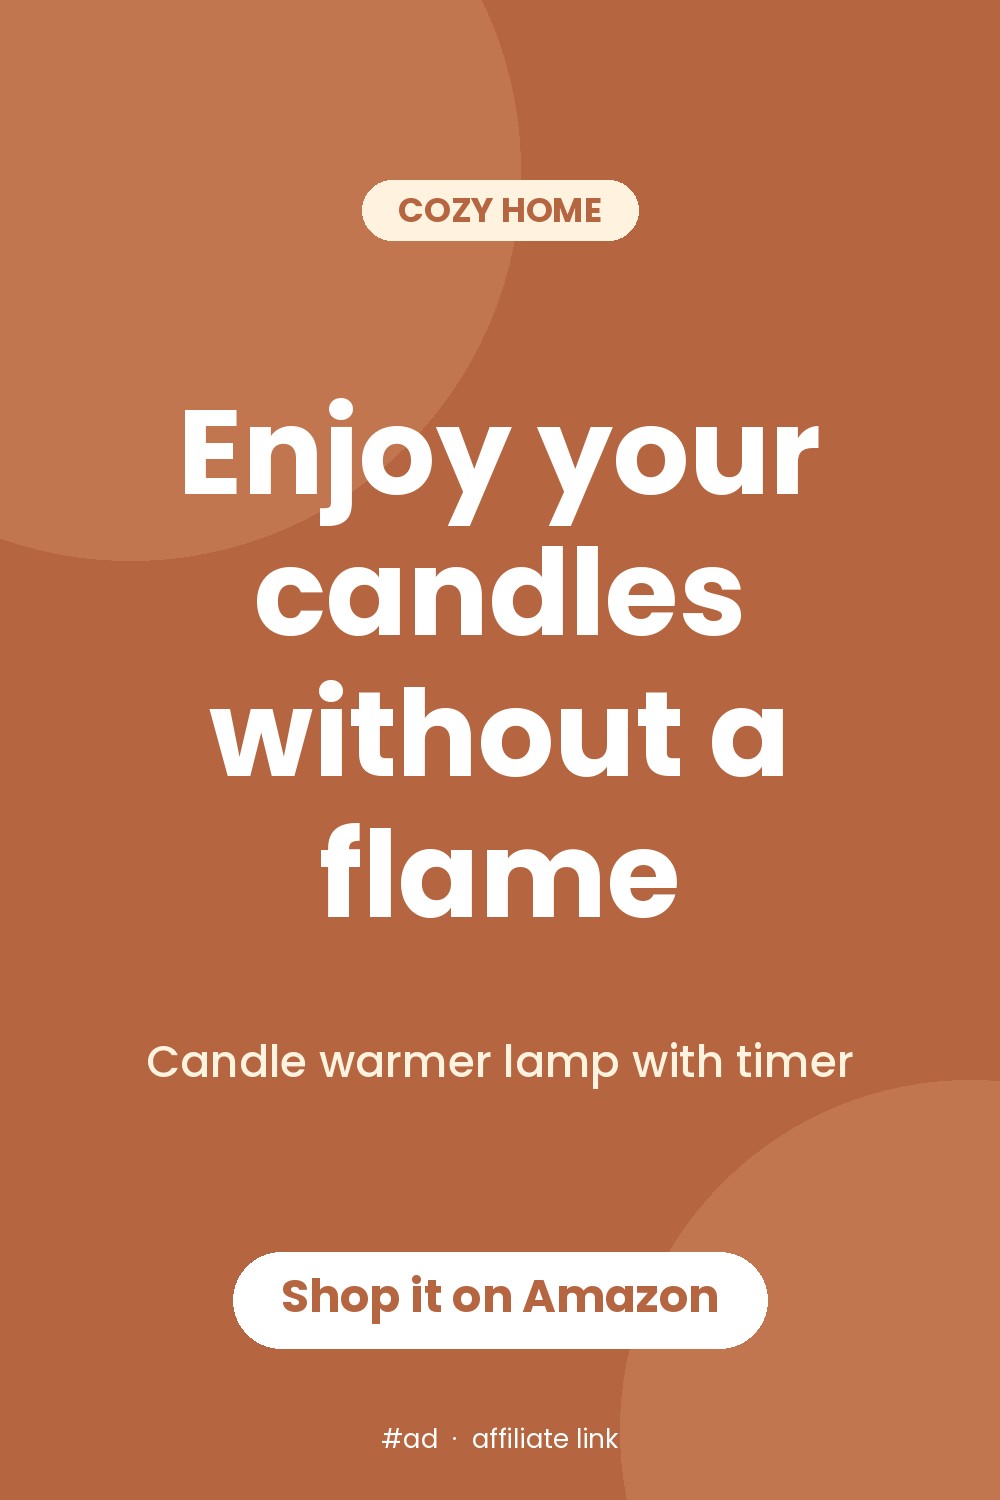 COZY HOME
Enjoy your
candles
without a
flame
Candle warmer lamp with timer
Shop it on Amazon
#ad · affiliate link